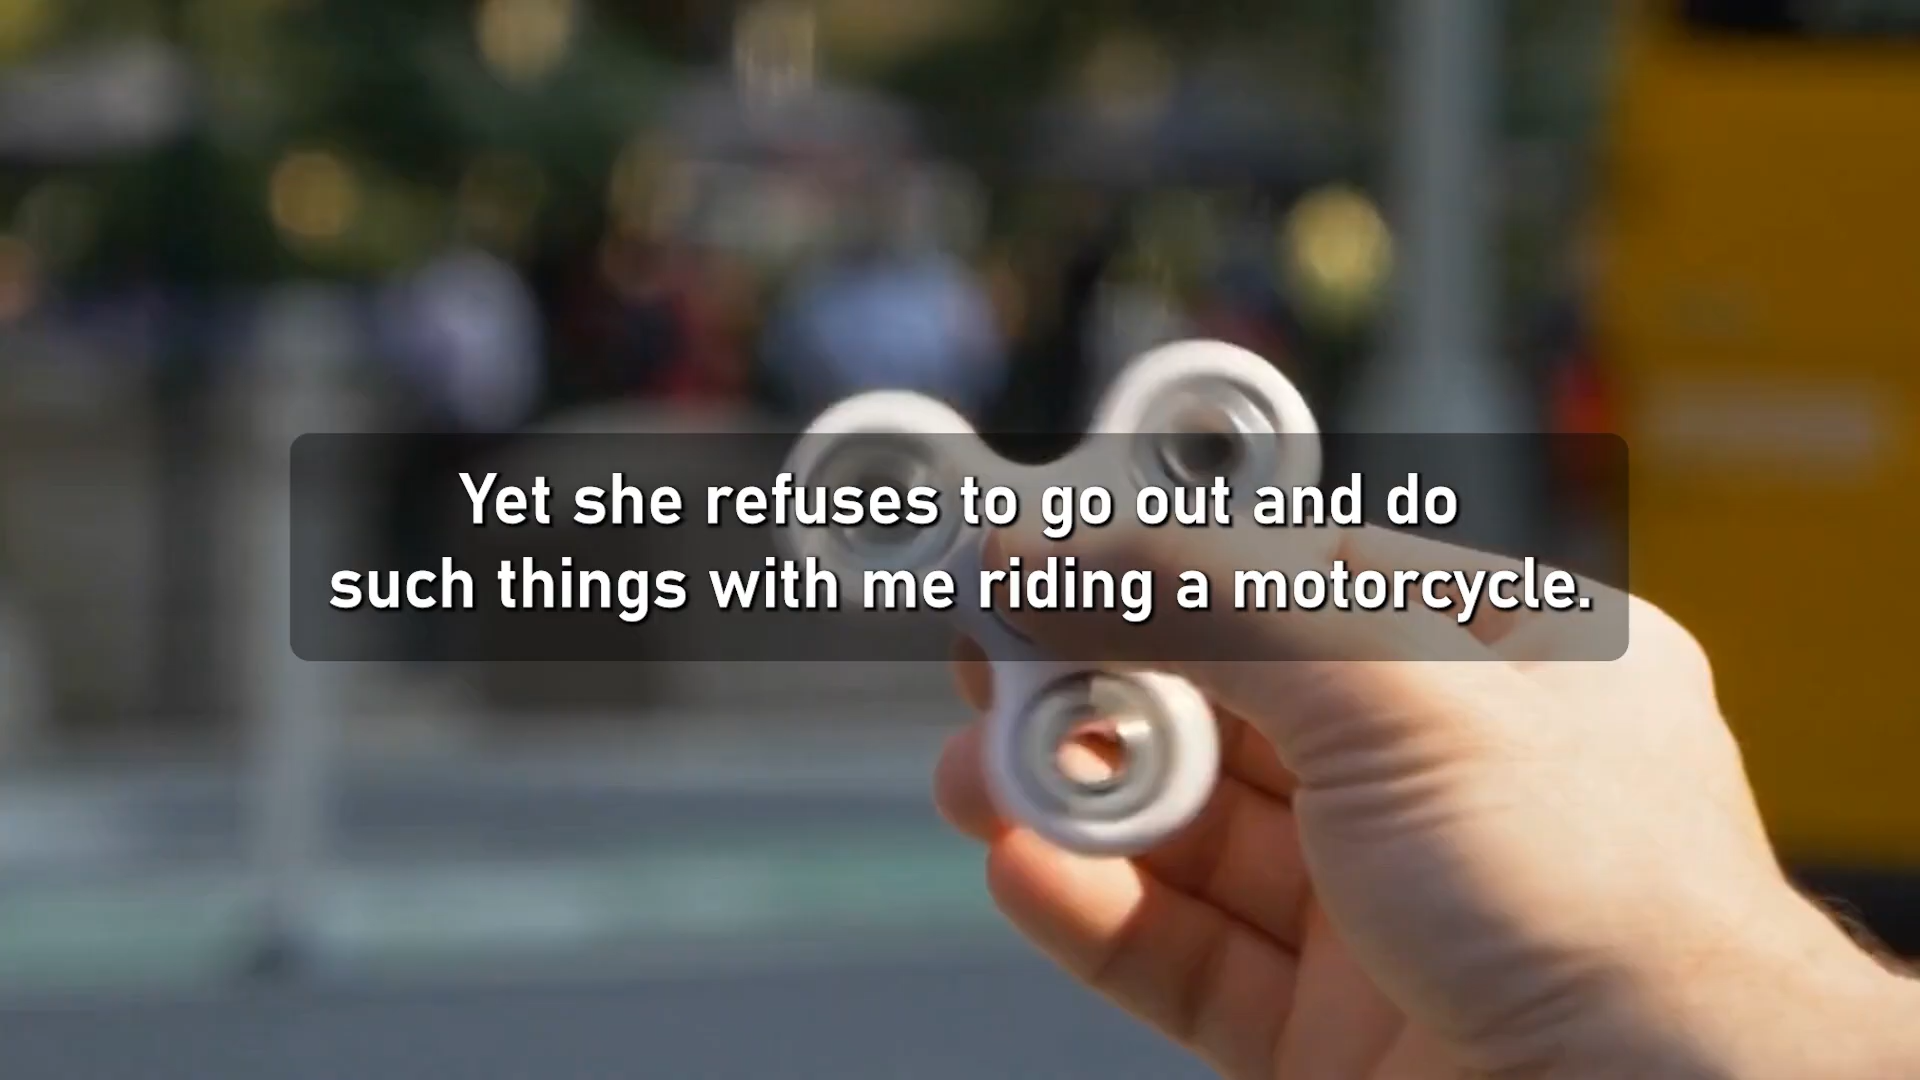 Yet she refuses to go out and do
such things with me riding a motorcycle.